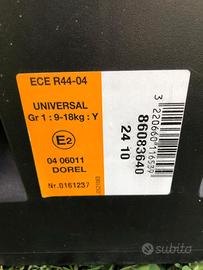 ECE R44-04
UNIVERSAL
Gr 1 : 9-18kg : Y
E2
04 06011
DOREL
Nr.0161237
3 220660 116539
86083640
24 10
subito